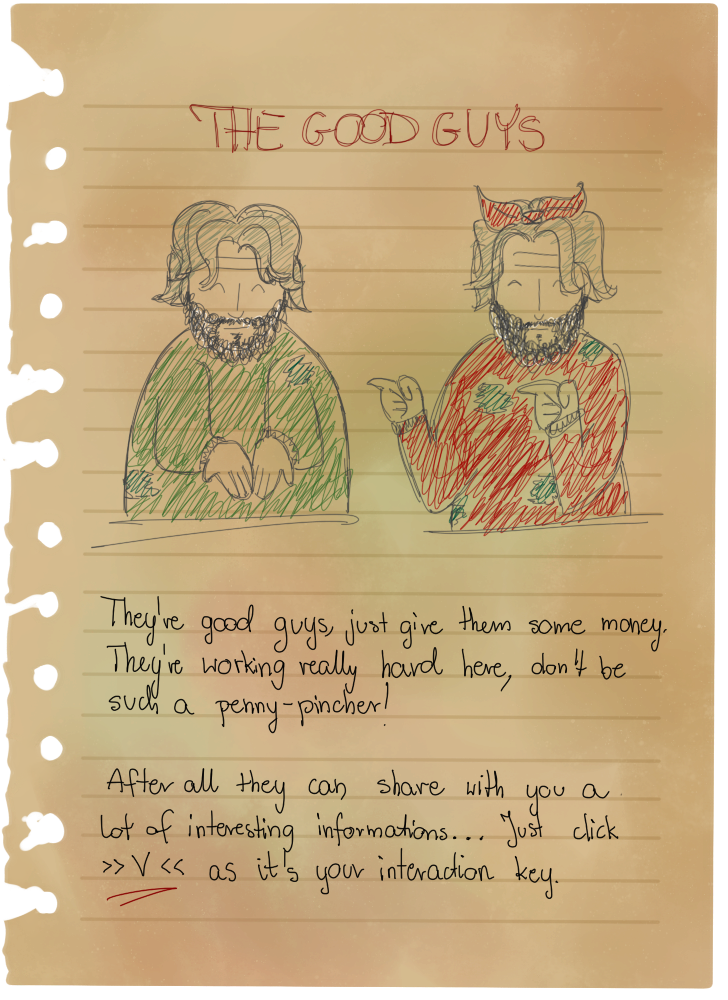 THE GOOD GUYS
They're good guys, just give them some money.
They're working really hard here, don't be
such a penny-pincher!
After all they can share with you a
lot of interesting informations... Just click
>> V << as it's your interaction key.